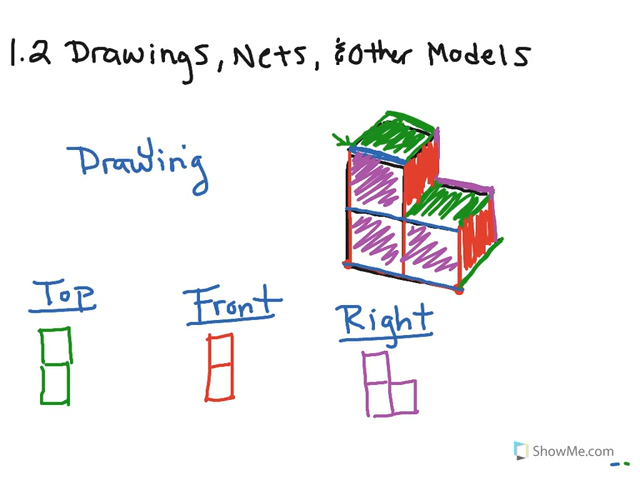 1.2 Drawings, Nets, & Other Models
Drawing
Top
Front
Right
ShowMe.com